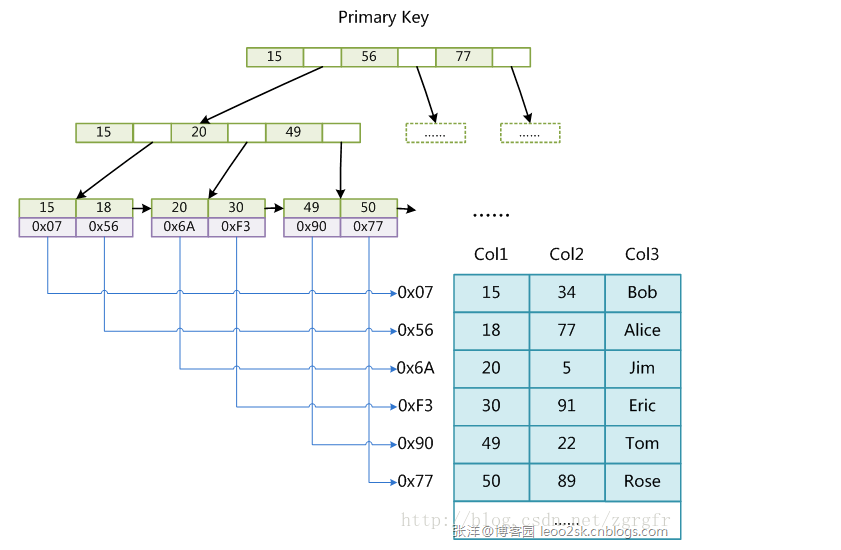 Primary Key
15 56 77
15 20 49 ...... ......
15 18 20 30 49 50
0x07 0x56 0x6A 0xF3 0x90 0x77
......
Col1 Col2 Col3
0x07 15 34 Bob
0x56 18 77 Alice
0x6A 20 5 Jim
0xF3 30 91 Eric
0x90 49 22 Tom
0x77 50 89 Rose
......
http://blog.csdn.net/zgrgfr
张洋@博客园 leoo2sk.cnblogs.com